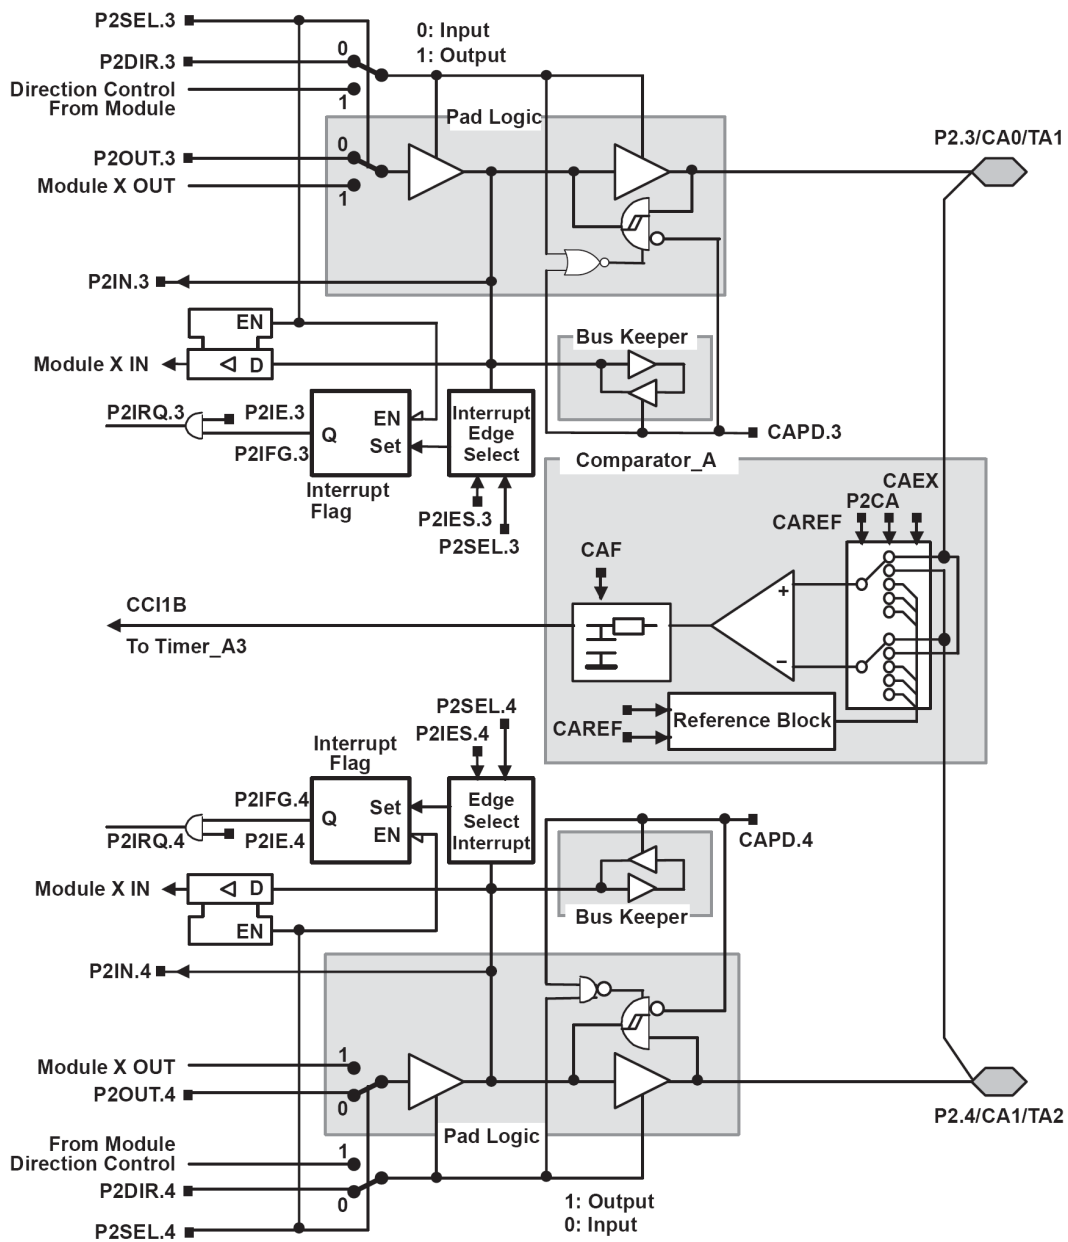 P2SEL.3
0: Input
1: Output
P2DIR.3
0
Direction Control
From Module
1
Pad Logic
P2.3/CA0/TA1
P2OUT.3
0
Module X OUT
1
P2IN.3
EN
Bus Keeper
Module X IN
D
P2IRQ.3
P2IE.3
P2IFG.3
Q
EN
Set
Interrupt
Edge
Select
CAPD.3
Interrupt
Flag
P2IES.3
P2SEL.3
Comparator_A
CAEX
P2CA
CAREF
CAF
CCI1B
To Timer_A3
+
−
Reference Block
CAREF
P2SEL.4
P2IES.4
Interrupt
Flag
P2IFG.4
Q
Set
EN
Edge
Select
Interrupt
P2IRQ.4
P2IE.4
CAPD.4
Module X IN
D
EN
Bus Keeper
P2IN.4
Module X OUT
1
P2OUT.4
0
P2.4/CA1/TA2
Pad Logic
From Module
Direction Control
1
P2DIR.4
0
1: Output
0: Input
P2SEL.4